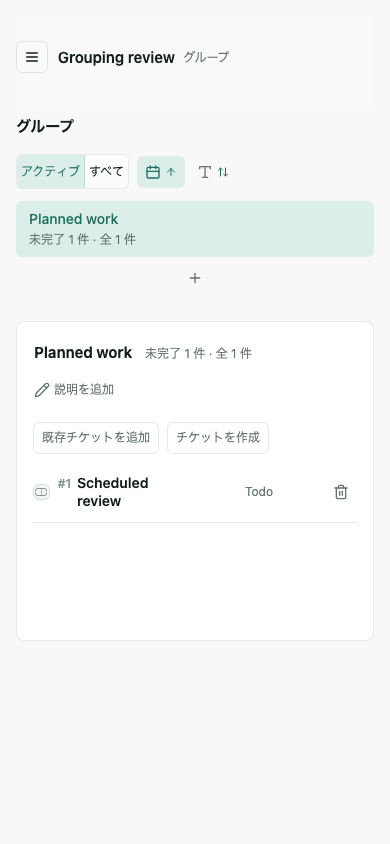 Grouping review グループ
グループ
アクティブ すべて
Planned work
未完了 1 件 · 全 1 件
Planned work 未完了 1 件 · 全 1 件
説明を追加
既存チケットを追加 チケットを作成
#1 Scheduled review Todo